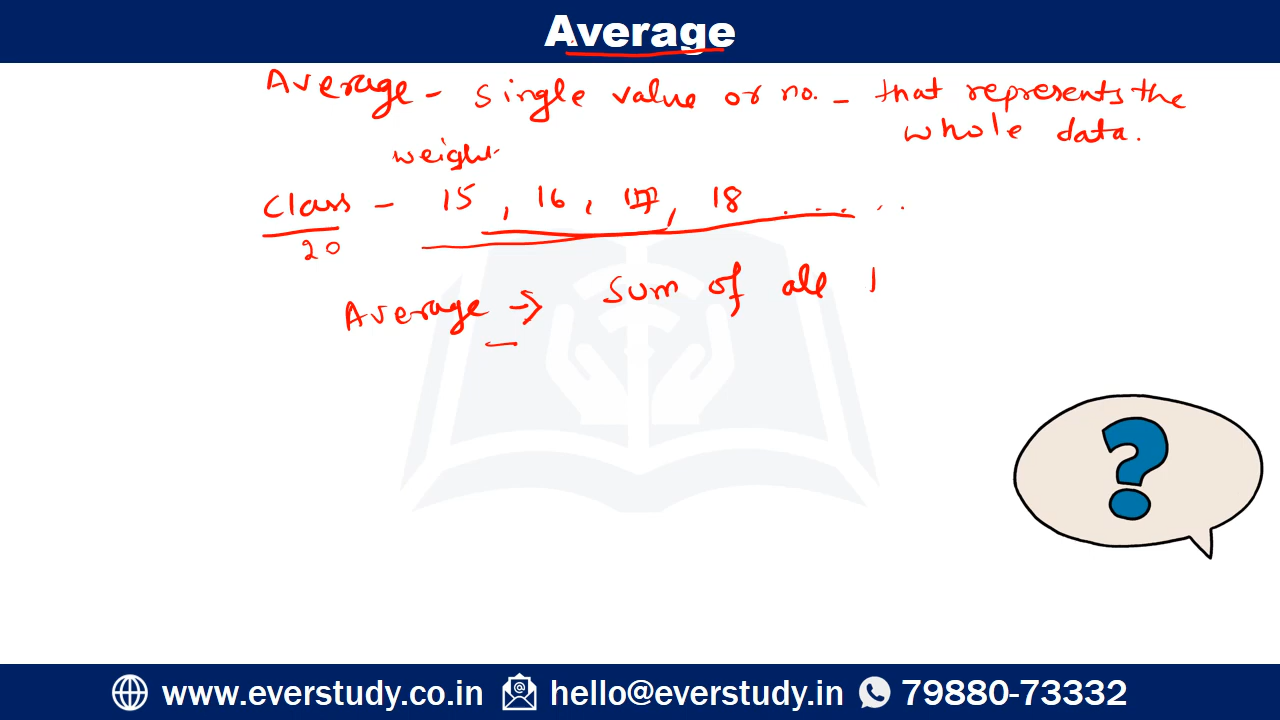 Average
Average - single value or no. - that represents the
whole data.
weight
Class - 15, 16, 17, 18 .......
20
Average → Sum of all
www.everstudy.co.in hello@everstudy.in 79880-73332